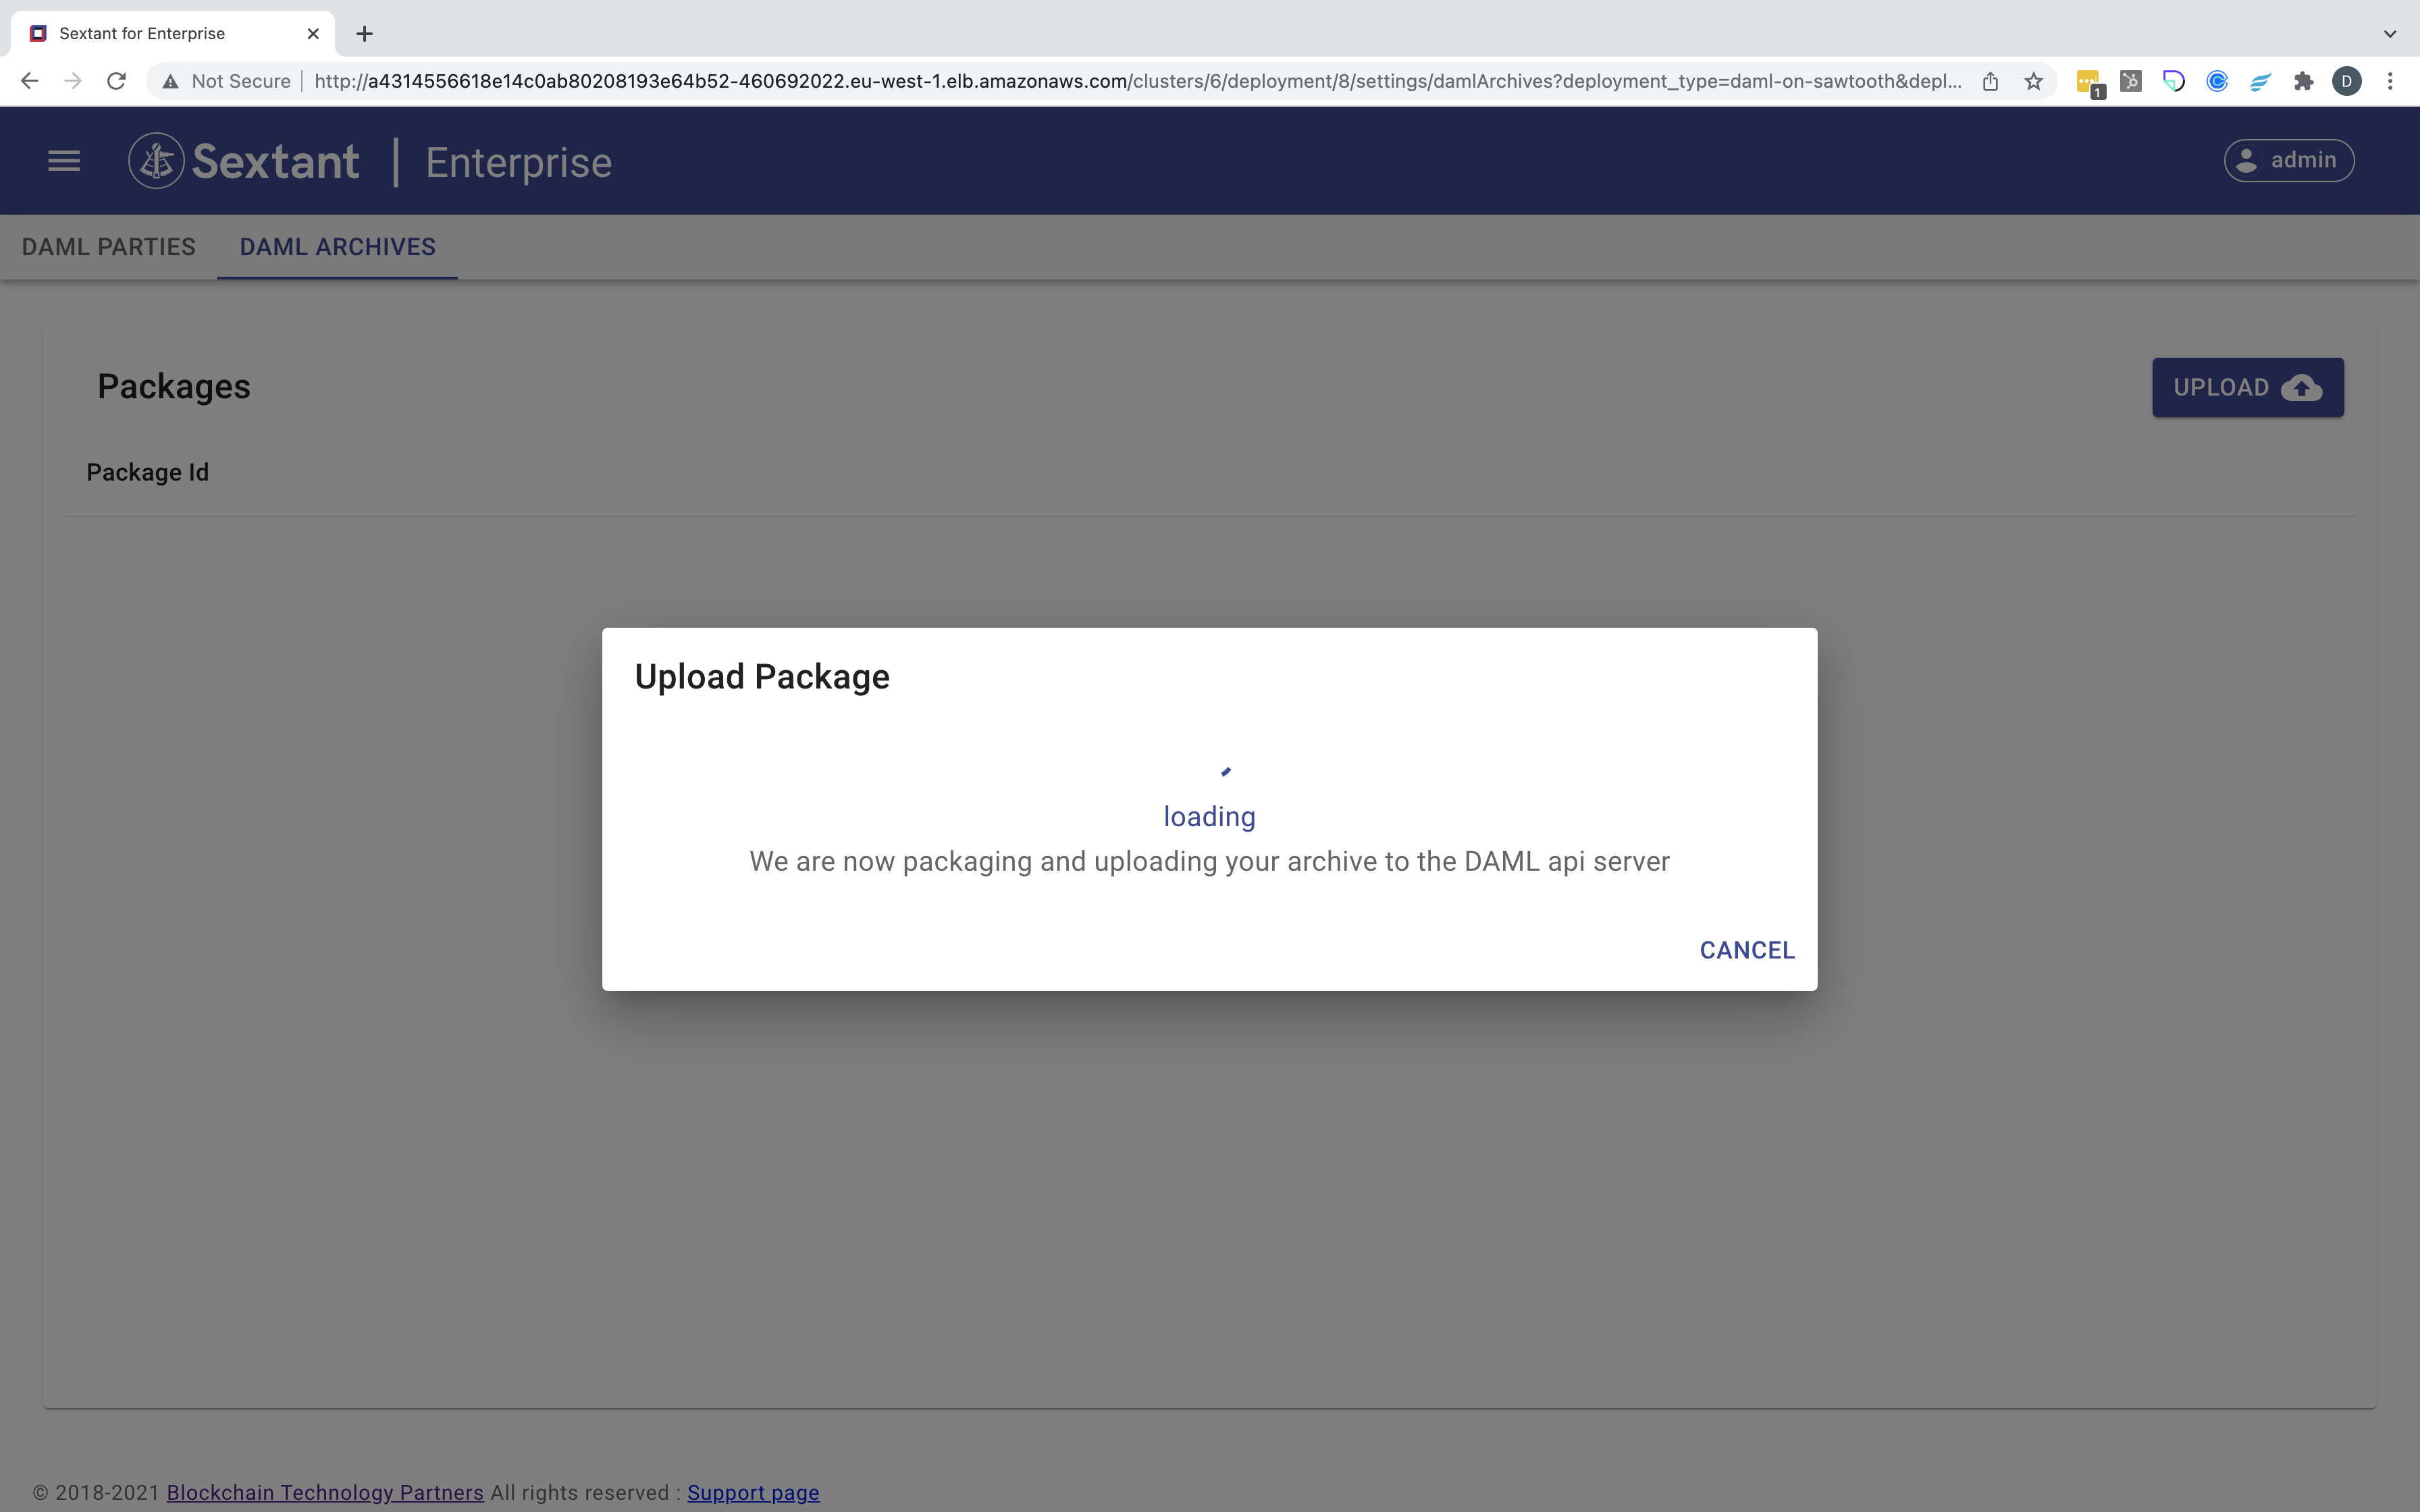 Sextant for Enterprise
Not Secure
http://a4314556618e14c0ab80208193e64b52-460692022.eu-west-1.elb.amazonaws.com/clusters/6/deployment/8/settings/damlArchives?deployment_type=daml-on-sawtooth&depl...
1
D
Sextant | Enterprise
admin
DAML PARTIES
DAML ARCHIVES
Packages
UPLOAD
Package Id
Upload Package
loading
We are now packaging and uploading your archive to the DAML api server
CANCEL
© 2018-2021 Blockchain Technology Partners All rights reserved : Support page